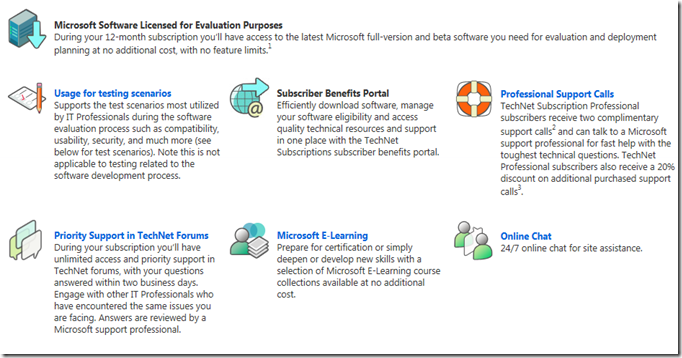 Microsoft Software Licensed for Evaluation Purposes
During your 12-month subscription you'll have access to the latest Microsoft full-version and beta software you need for evaluation and deployment
planning at no additional cost, with no feature limits.1
Usage for testing scenarios
Supports the test scenarios most utilized
by IT Professionals during the software
evaluation process such as compatibility,
usability, security, and much more (see
below for test scenarios). Note this is not
applicable to testing related to the
software development process.
Subscriber Benefits Portal
Efficiently download software, manage
your software eligibility and access
quality technical resources and support
in one place with the TechNet
Subscriptions subscriber benefits portal.
Professional Support Calls
TechNet Subscription Professional
subscribers receive two complimentary
support calls2 and can talk to a Microsoft
support professional for fast help with the
toughest technical questions. TechNet
Professional subscribers also receive a 20%
discount on additional purchased support
calls3.
Priority Support in TechNet Forums
During your subscription you'll have
unlimited access and priority support in
TechNet forums, with your questions
answered within two business days.
Engage with other IT Professionals who
have encountered the same issues you
are facing. Answers are reviewed by a
Microsoft support professional.
Microsoft E-Learning
Prepare for certification or simply
deepen or develop new skills with a
selection of Microsoft E-Learning course
collections available at no additional
cost.
Online Chat
24/7 online chat for site assistance.